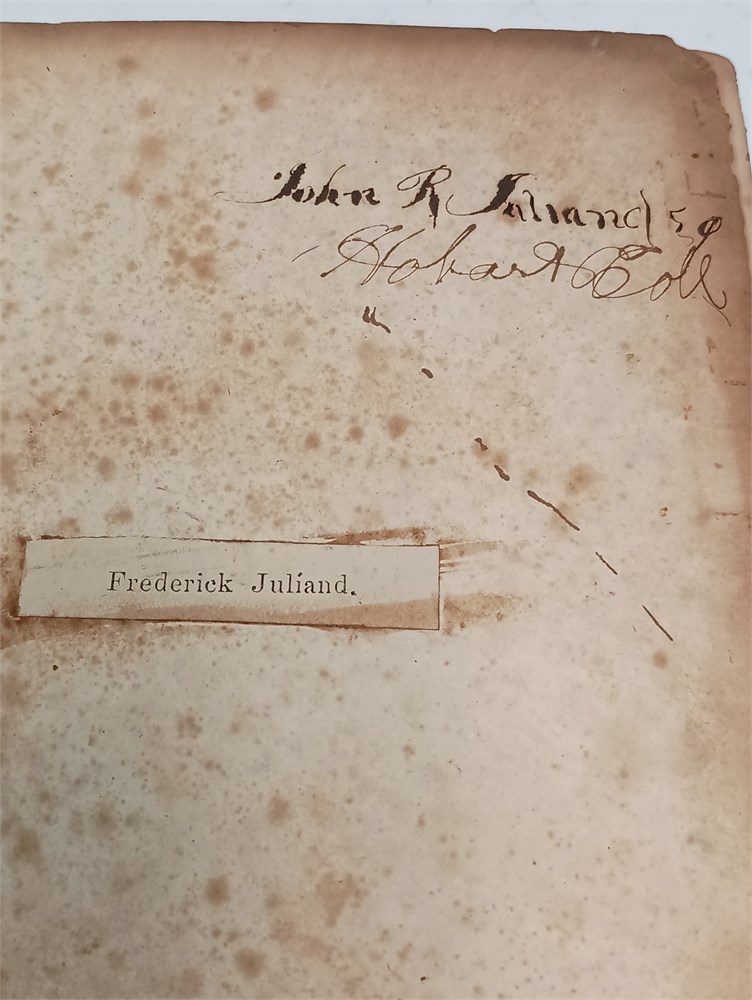 John R Juliand 59
Hobart Coll
Frederick Juliand.